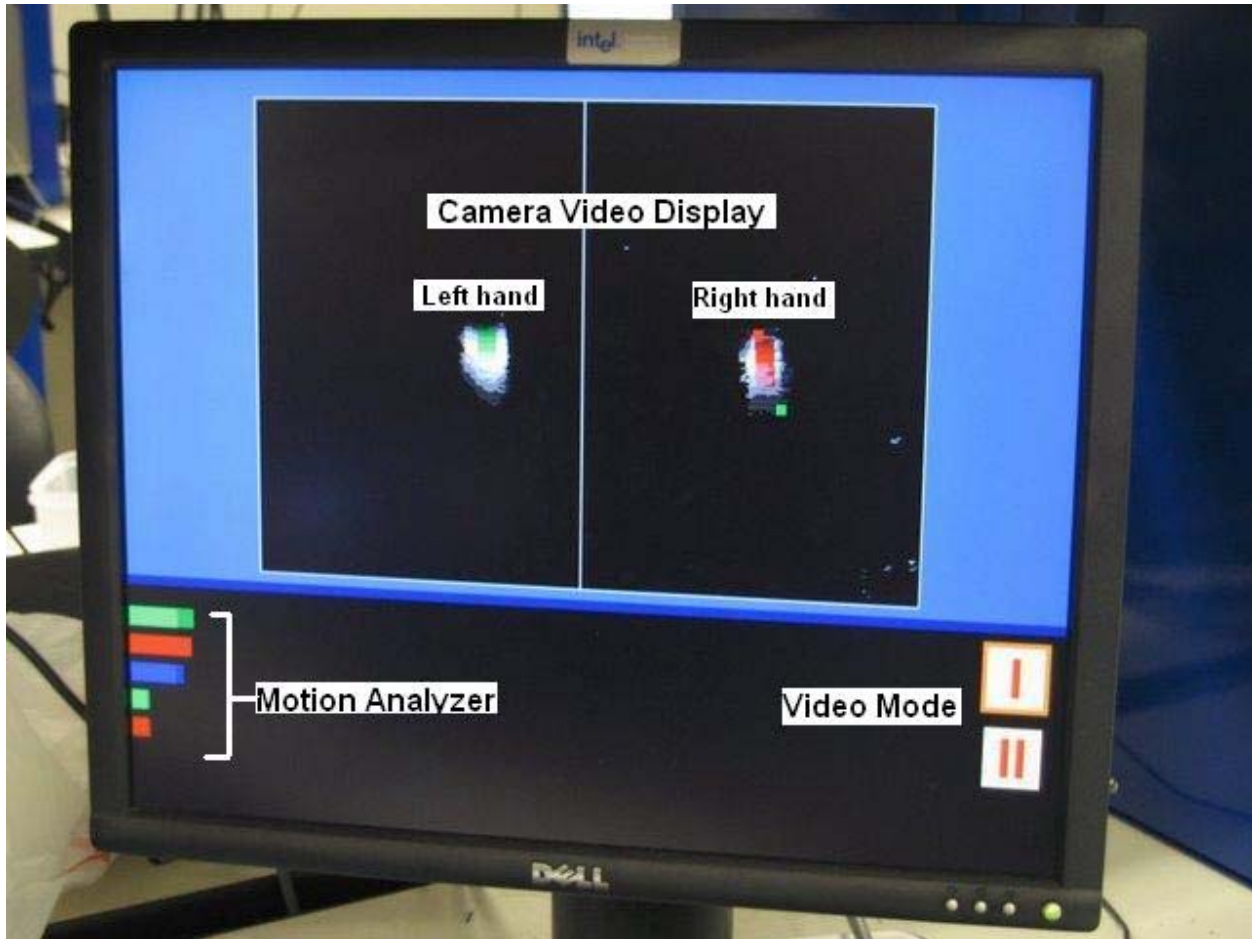 intel
Camera Video Display
Left hand
Right hand
Motion Analyzer
Video Mode
I
II
DELL